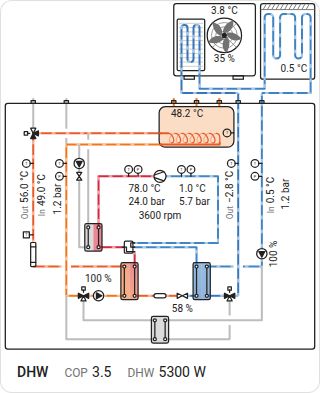 3.8 °C
35 %
0.5 °C
48.2 °C
T
T
T
P
T
P
T
P
T
T
P
Out 56.0 °C
In 49.0 °C
1.2 bar
78.0 °C
24.0 bar
1.0 °C
5.7 bar
3600 rpm
Out −2.8 °C
In 0.5 °C
1.2 bar
T
100 %
100 %
58 %
DHW COP 3.5 DHW 5300 W